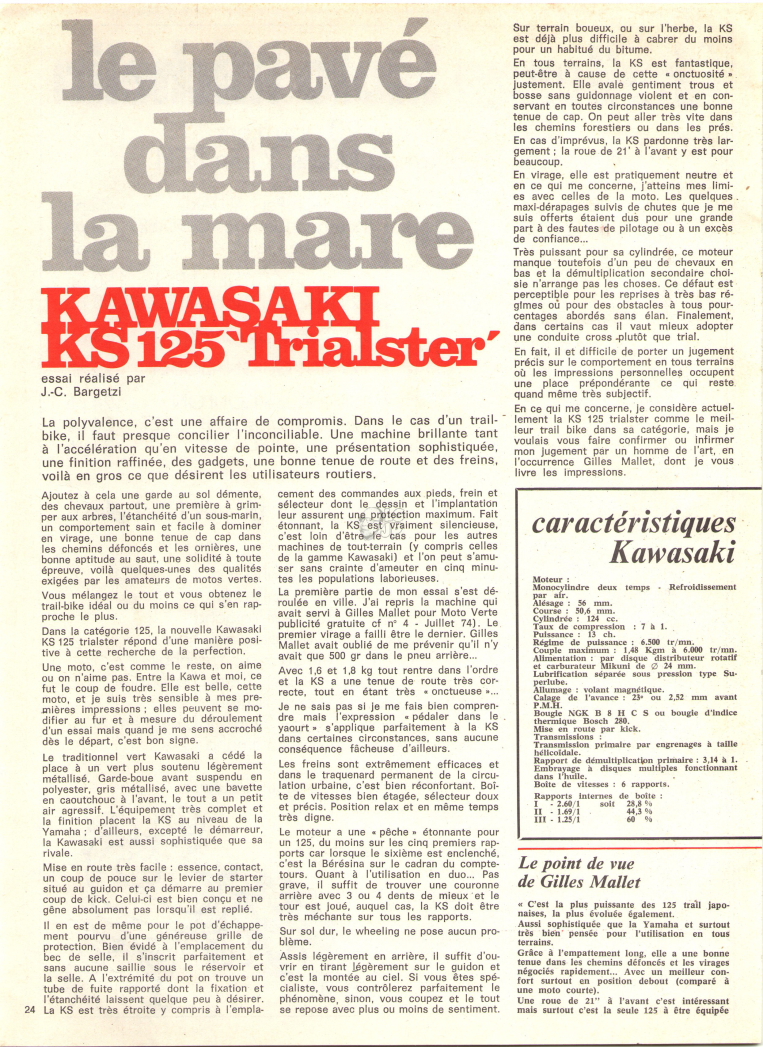 le pavé
dans
la mare
KAWASAKI
KS 125 'Trialster'
essai réalisé par
J.-C. Bargetzi
La polyvalence, c'est une affaire de compromis. Dans le cas d'un trail-
bike, il faut presque concilier l'inconciliable. Une machine brillante tant
à l'accélération qu'en vitesse de pointe, une présentation sophistiquée,
une finition raffinée, des gadgets, une bonne tenue de route et des freins,
voilà en gros ce que désirent les utilisateurs routiers.
Ajoutez à cela une garde au sol démente,
des chevaux partout, une première à grim-
per aux arbres, l'étanchéité d'un sous-marin,
un comportement sain et facile à dominer
en virage, une bonne tenue de cap dans
les chemins défoncés et les ornières, une
bonne aptitude au saut, une solidité à toute
épreuve, voilà quelques-unes des qualités
exigées par les amateurs de motos vertes.
Vous mélangez le tout et vous obtenez le
trail-bike idéal ou du moins ce qui s'en rap-
proche le plus.
Dans la catégorie 125, la nouvelle Kawasaki
KS 125 trialster répond d'une manière posi-
tive à cette recherche de la perfection.
Une moto, c'est comme le reste, on aime
ou on n'aime pas. Entre la Kawa et moi, ce
fut le coup de foudre. Elle est belle, cette
moto, et je suis très sensible à mes pre-
mières impressions ; elles peuvent se mo-
difier au fur et à mesure du déroulement
d'un essai mais quand je me sens accroché
dès le départ, c'est bon signe.
Le traditionnel vert Kawasaki a cédé la
place à un vert plus soutenu légèrement
métallisé. Garde-boue avant suspendu en
polyester, gris métallisé, avec une bavette
en caoutchouc à l'avant, le tout a un petit
air agressif. L'équipement très complet et
la finition placent la KS au niveau de la
Yamaha ; d'ailleurs, excepté le démarreur,
la Kawasaki est aussi sophistiquée que sa
rivale.
Mise en route très facile : essence, contact,
un coup de pouce sur le levier de starter
situé au guidon et ça démarre au premier
coup de kick. Celui-ci est bien conçu et ne
gêne absolument pas lorsqu'il est replié.
Il en est de même pour le pot d'échappe-
ment pourvu d'une généreuse grille de
protection. Bien évidé à l'emplacement du
bec de selle, il s'inscrit parfaitement et
sans aucune saillie sous le réservoir et
la selle. A l'extrémité du pot on trouve un
tube de fuite rapporté dont la fixation et
l'étanchéité laissent quelque peu à désirer.
La KS est très étroite y compris à l'empla-
24
cement des commandes aux pieds, frein et
sélecteur dont le dessin et l'implantation
leur assurent une protection maximum. Fait
étonnant, la KS est vraiment silencieuse,
c'est loin d'être le cas pour les autres
machines de tout-terrain (y compris celles
de la gamme Kawasaki) et l'on peut s'amu-
ser sans crainte d'ameuter en cinq minu-
tes les populations laborieuses.
La première partie de mon essai s'est dé-
roulée en ville. J'ai repris la machine qui
avait servi à Gilles Mallet pour Moto Verte
publicité gratuite cf n° 4 - Juillet 74). Le
premier virage a failli être le dernier. Gilles
Mallet avait oublié de me prévenir qu'il n'y
avait que 500 gr dans le pneu arrière...
Avec 1,6 et 1,8 kg tout rentre dans l'ordre
et la KS a une tenue de route très cor-
recte, tout en étant très « onctueuse »...
Je ne sais pas si je me fais bien compren-
dre mais l'expression « pédaler dans le
yaourt » s'applique parfaitement à la KS
dans certaines circonstances, sans aucune
conséquence fâcheuse d'ailleurs.
Les freins sont extrêmement efficaces et
dans le traquenard permanent de la circu-
lation urbaine, c'est bien réconfortant. Boî-
te de vitesses bien étagée, sélecteur doux
et précis. Position relax et en même temps
très digne.
Le moteur a une « pêche » étonnante pour
un 125, du moins sur les cinq premiers rap-
ports car lorsque le sixième est enclenché,
c'est la Bérésina sur le cadran du compte-
tours. Quant à l'utilisation en duo... Pas
grave, il suffit de trouver une couronne
arrière avec 3 ou 4 dents de mieux et le
tour est joué, auquel cas, la KS doit être
très méchante sur tous les rapports.
Sur sol dur, le wheeling ne pose aucun pro-
blème.
Assis légèrement en arrière, il suffit d'ou-
vrir en tirant légèrement sur le guidon et
c'est la montée au ciel. Si vous êtes spé-
cialiste, vous contrôlerez parfaitement le
phénomène, sinon, vous coupez et le tout
se repose avec plus ou moins de sentiment.
Sur terrain boueux, ou sur l'herbe, la KS
est déjà plus difficile à cabrer du moins
pour un habitué du bitume.
En tous terrains, la KS est fantastique,
peut-être à cause de cette « onctuosité »
justement. Elle avale gentiment trous et
bosse sans guidonnage violent et en con-
servant en toutes circonstances une bonne
tenue de cap. On peut aller très vite dans
les chemins forestiers ou dans les prés.
En cas d'imprévus, la KS pardonne très lar-
gement ; la roue de 21' à l'avant y est pour
beaucoup.
En virage, elle est pratiquement neutre et
en ce qui me concerne, j'atteins mes limi-
es avec celles de la moto. Les quelques
maxi-dérapages suivis de chutes que je me
suis offerts étaient dus pour une grande
part à des fautes de pilotage ou à un excès
de confiance...
Très puissant pour sa cylindrée, ce moteur
manque toutefois d'un peu de chevaux en
bas et la démultiplication secondaire choi-
sie n'arrange pas les choses. Ce défaut est
perceptible pour les reprises à très bas ré-
gimes où pour des obstacles à tous pour-
centages abordés sans élan. Finalement,
dans certains cas il vaut mieux adopter
une conduite cross plutôt que trial.
En fait, il et difficile de porter un jugement
précis sur le comportement en tous terrains
où les impressions personnelles occupent
une place prépondérante ce qui reste
quand même très subjectif.
En ce qui me concerne, je considère actuel-
lement la KS 125 trialster comme le meil-
leur trail bike dans sa catégorie, mais je
voulais vous faire confirmer ou infirmer
mon jugement par un homme de l'art, en
l'occurrence Gilles Mallet, dont je vous
livre les impressions.
caractéristiques
Kawasaki
Moteur :
Monocylindre deux temps - Refroidissement
par air.
Alésage : 56 mm.
Course : 50,6 mm.
Cylindrée : 124 cc.
Taux de compression : 7 à 1.
Puissance : 13 ch.
Régime de puissance : 6.500 tr/mn.
Couple maximum : 1,48 Kgm à 6.000 tr/mn.
Alimentation : par disque distributeur rotatif
et carburateur Mikuni de ∅ 24 mm.
Lubrification séparée sous pression type Su-
perlube.
Allumage : volant magnétique.
Calage de l'avance : 23° ou 2,52 mm avant
P.M.H.
Bougie NGK B 8 H C S ou bougie d'indice
thermique Bosch 280.
Mise en route par kick.
Transmissions :
Transmission primaire par engrenages à taille
hélicoïdale.
Rapport de démultiplication primaire : 3,14 à 1.
Embrayage à disques multiples fonctionnant
dans l'huile.
Boîte de vitesses : 6 rapports.
Rapports internes de boîte :
I - 2.60/1 soit 28,8 %
II - 1.69/1 44,3 %
III - 1.25/1 60 %
Le point de vue
de Gilles Mallet
« C'est la plus puissante des 125 trail japo-
naises, la plus évoluée également.
Aussi sophistiquée que la Yamaha et surtout
très bien pensée pour l'utilisation en tous
terrains.
Grâce à l'empattement long, elle a une bonne
tenue dans les chemins défoncés et les virages
négociés rapidement... Avec un meilleur con-
fort surtout en position debout (comparé à
une moto courte).
Une roue de 21" à l'avant c'est intéressant
mais surtout c'est la seule 125 à être équipée